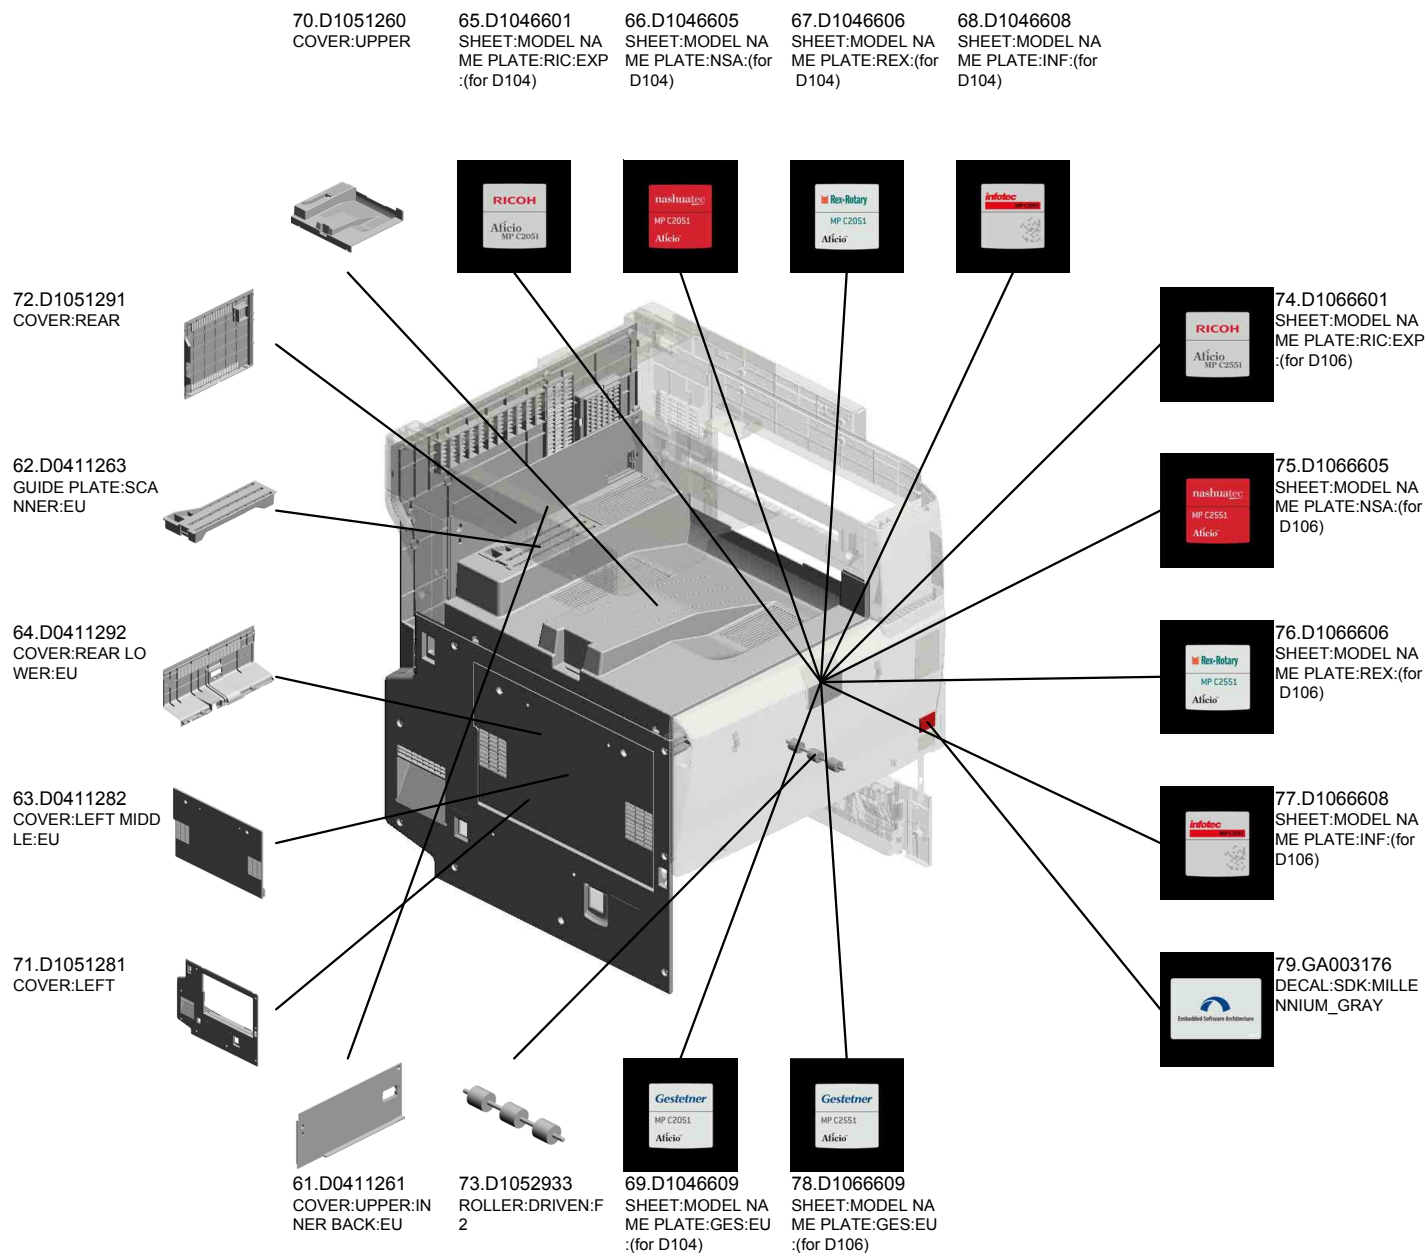 70.D1051260
COVER:UPPER
65.D1046601
SHEET:MODEL NA
ME PLATE:RIC:EXP
:(for D104)
66.D1046605
SHEET:MODEL NA
ME PLATE:NSA:(for
D104)
67.D1046606
SHEET:MODEL NA
ME PLATE:REX:(for
D104)
68.D1046608
SHEET:MODEL NA
ME PLATE:INF:(for
D104)
RICOH
Aficio
MP C2051
nashuatec
MP C2051
Aficio
Rex-Rotary
MP C2051
Aficio
infotec
MP C2051
72.D1051291
COVER:REAR
62.D0411263
GUIDE PLATE:SCA
NNER:EU
64.D0411292
COVER:REAR LO
WER:EU
63.D0411282
COVER:LEFT MIDD
LE:EU
71.D1051281
COVER:LEFT
RICOH
Aficio
MP C2551
74.D1066601
SHEET:MODEL NA
ME PLATE:RIC:EXP
:(for D106)
nashuatec
MP C2551
Aficio
75.D1066605
SHEET:MODEL NA
ME PLATE:NSA:(for
D106)
Rex-Rotary
MP C2551
Aficio
76.D1066606
SHEET:MODEL NA
ME PLATE:REX:(for
D106)
infotec
77.D1066608
SHEET:MODEL NA
ME PLATE:INF:(for
D106)
Embedded Software Architecture
79.GA003176
DECAL:SDK:MILLE
NNIUM_GRAY
61.D0411261
COVER:UPPER:IN
NER BACK:EU
73.D1052933
ROLLER:DRIVEN:F
2
Gestetner
MP C2051
Aficio
69.D1046609
SHEET:MODEL NA
ME PLATE:GES:EU
:(for D104)
Gestetner
MP C2551
Aficio
78.D1066609
SHEET:MODEL NA
ME PLATE:GES:EU
:(for D106)